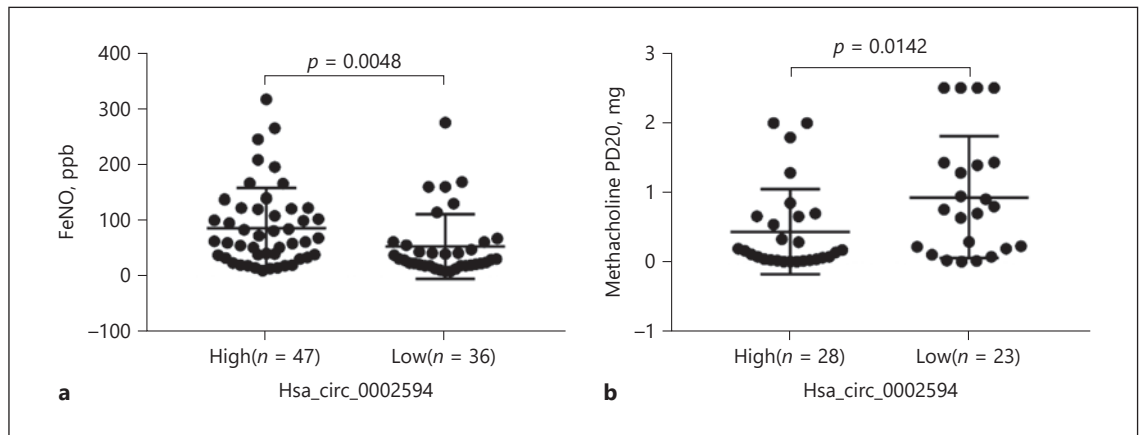 400
300
200
100
0
–100
FeNO, ppb
p = 0.0048
High(n = 47)
Low(n = 36)
a
Hsa_circ_0002594
3
2
1
0
–1
Methacholine PD20, mg
p = 0.0142
High(n = 28)
Low(n = 23)
b
Hsa_circ_0002594